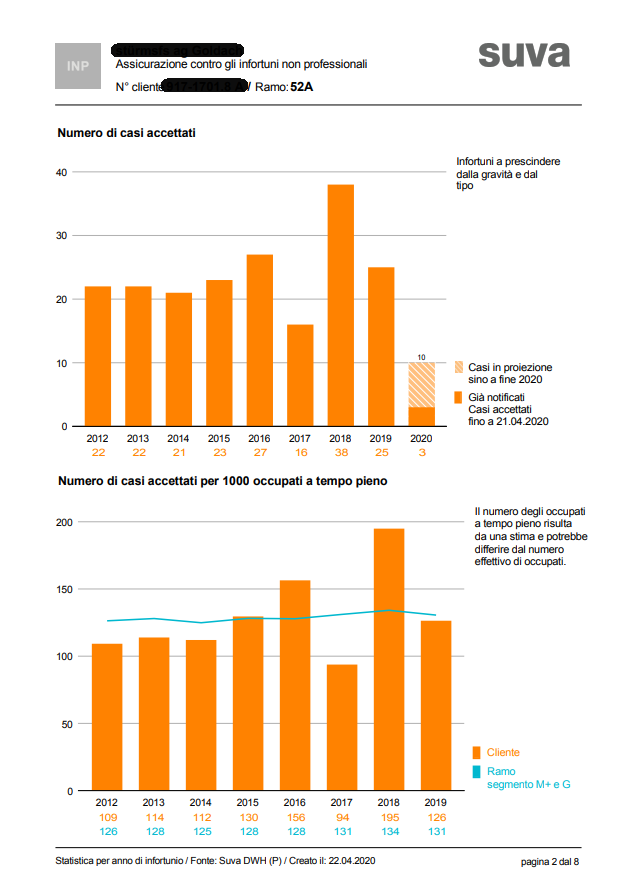 INP
suva
Assicurazione contro gli infortuni non professionali
N° cliente / Ramo: 52A
Numero di casi accettati
Infortuni a prescindere
dalla gravità e dal
tipo
40
30
20
10
0
10
Casi in proiezione
sino a fine 2020
Già notificati
Casi accettati
fino a 21.04.2020
2012 2013 2014 2015 2016 2017 2018 2019 2020
22 22 21 23 27 16 38 25 3
Numero di casi accettati per 1000 occupati a tempo pieno
Il numero degli occupati
a tempo pieno risulta
da una stima e potrebbe
differire dal numero
effettivo di occupati.
200
150
100
50
0
Cliente
Ramo
segmento M+ e G
2012 2013 2014 2015 2016 2017 2018 2019
109 114 112 130 156 94 195 126
126 128 125 128 128 131 134 131
Statistica per anno di infortunio / Fonte: Suva DWH (P) / Creato il: 22.04.2020
pagina 2 dal 8